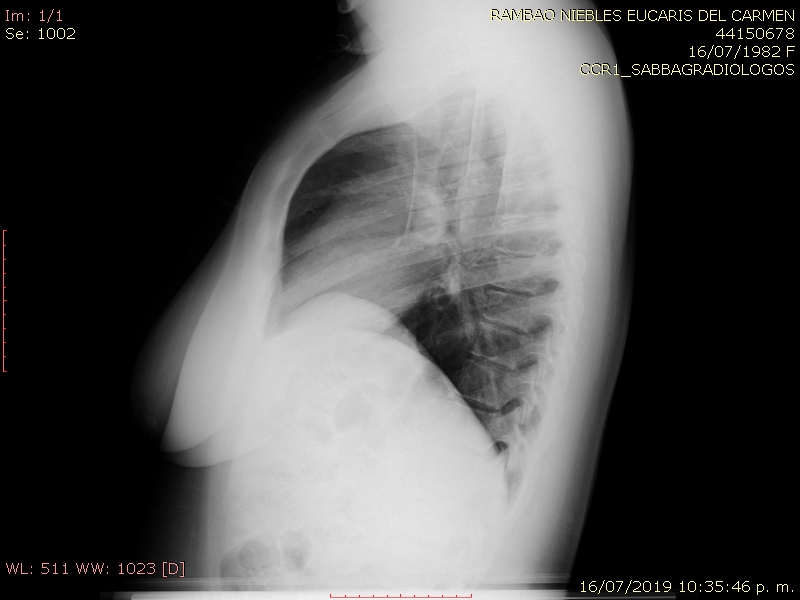 Im: 1/1
Se: 1002
RAMBAO NIEBLES EUCARIS DEL CARMEN
44150678
16/07/1982 F
CCR1_SABBAGRADIOLOGOS
WL: 511 WW: 1023 [D]
16/07/2019 10:35:46 p. m.